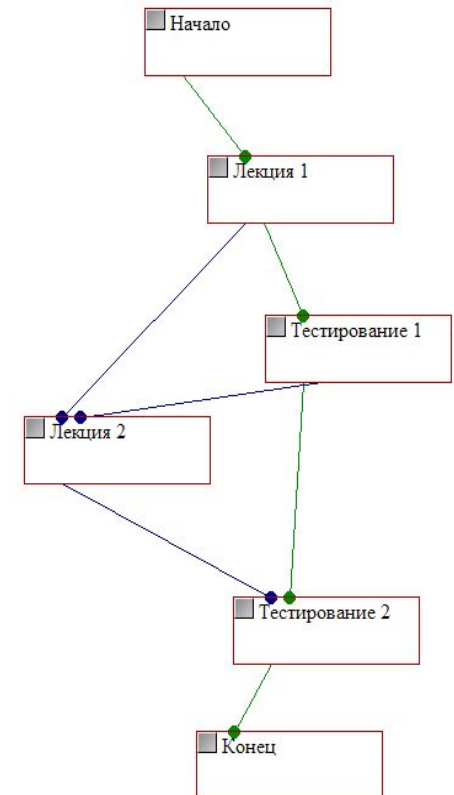 Начало
Лекция 1
Тестирование 1
Лекция 2
Тестирование 2
Конец